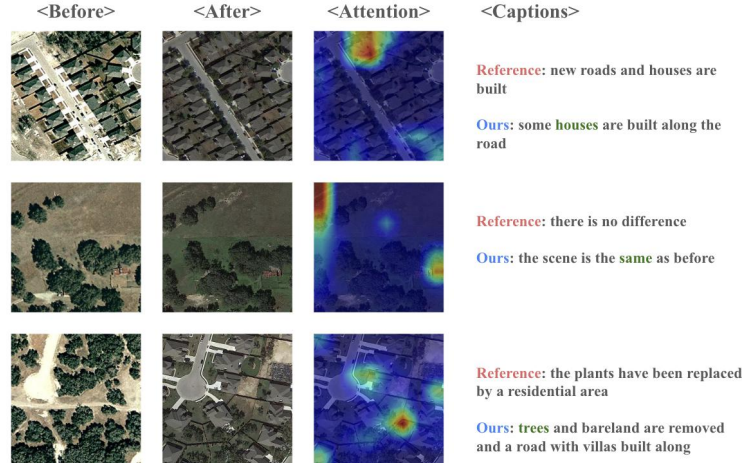 <Before> <After> <Attention> <Captions>
Reference: new roads and houses are
built
Ours: some houses are built along the
road
Reference: there is no difference
Ours: the scene is the same as before
Reference: the plants have been replaced
by a residential area
Ours: trees and bareland are removed
and a road with villas built along